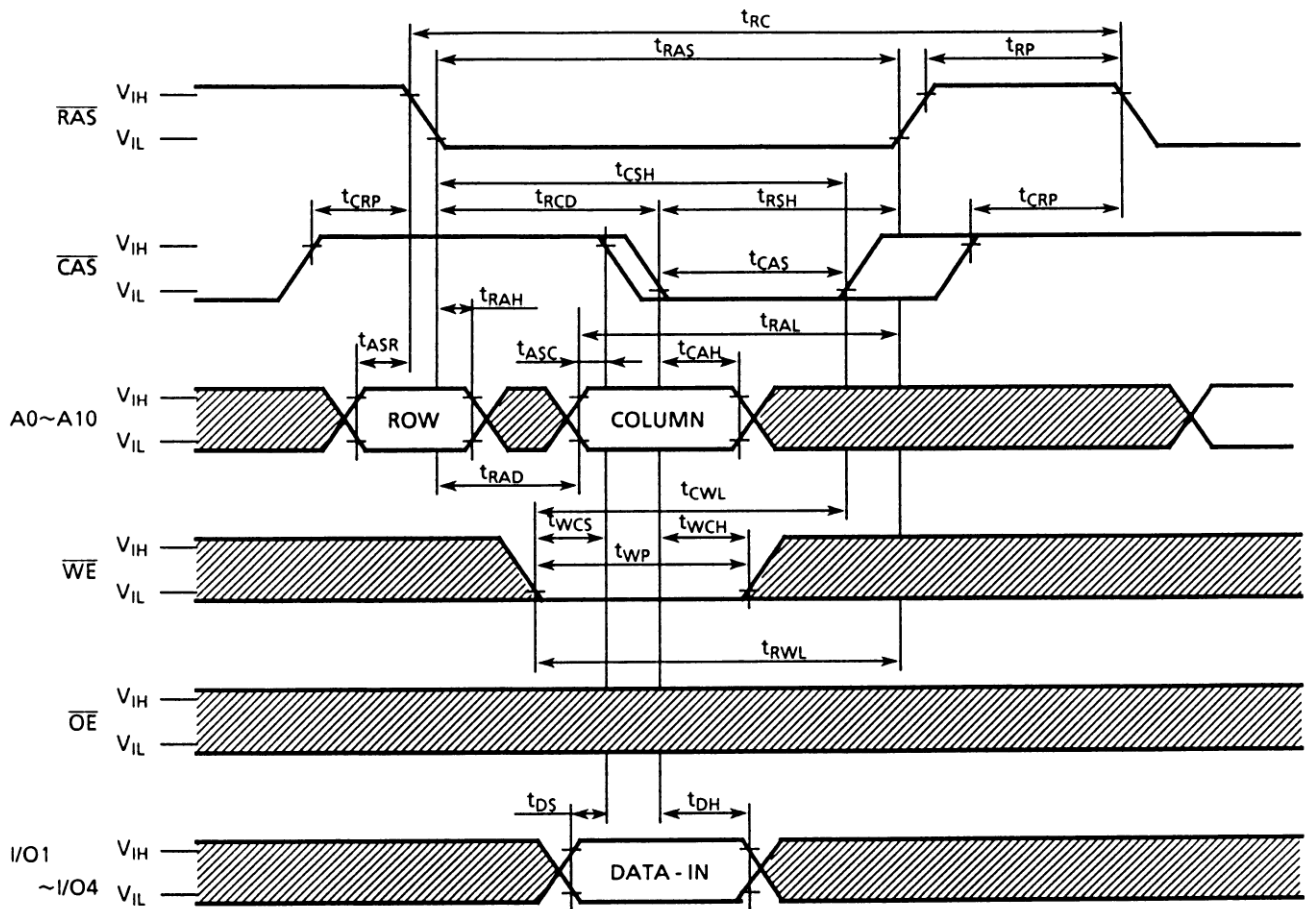 tRC
tRAS
tRP
RAS
VIH
VIL
tCSH
tCRP
tRCD
tRSH
tCRP
CAS
VIH
VIL
tCAS
tRAH
tRAL
tASR
tASC
tCAH
A0~A10
VIH
VIL
ROW
COLUMN
tRAD
tCWL
tWCS
tWCH
tWP
WE
VIH
VIL
tRWL
OE
VIH
VIL
tDS
tDH
I/O1
~I/O4
VIH
VIL
DATA - IN